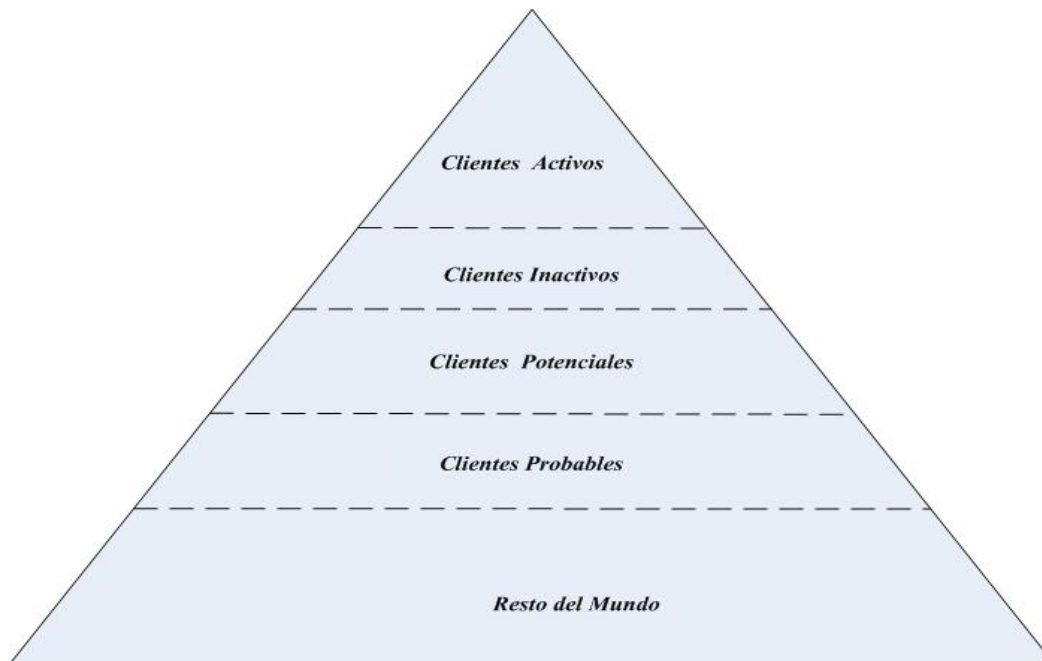 Clientes Activos
Clientes Inactivos
Clientes Potenciales
Clientes Probables
Resto del Mundo